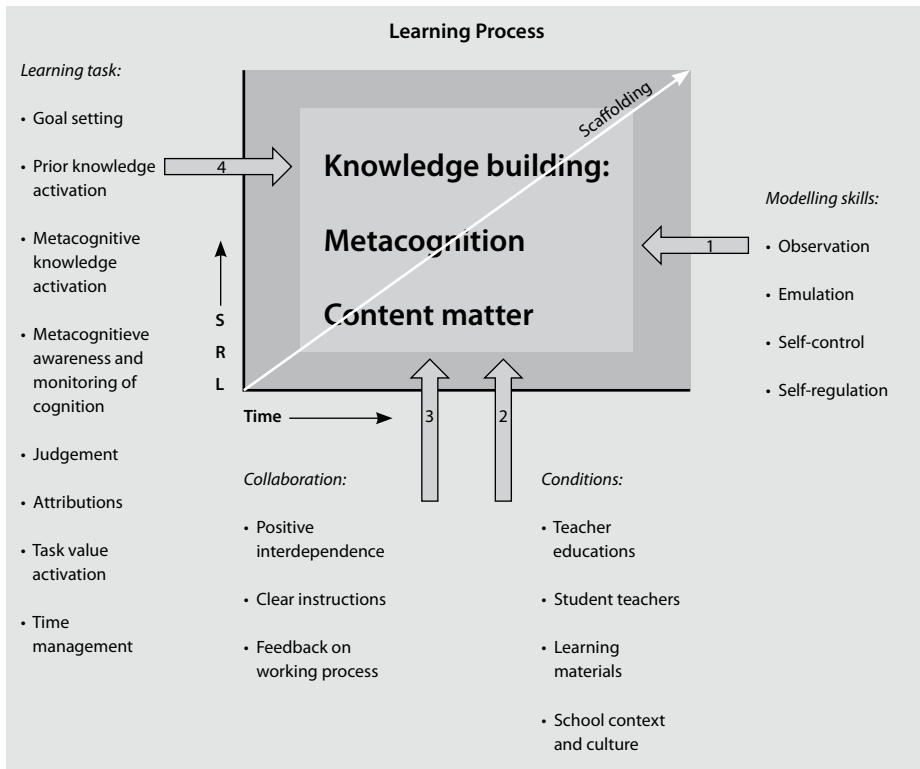 Learning Process
Learning task:
• Goal setting
• Prior knowledge
activation
• Metacognitive
knowledge
activation
• Metacognitieve
awareness and
monitoring of
cognition
• Judgement
• Attributions
• Task value
activation
• Time
management
4
S
R
L
Scaffolding
Knowledge building:
Metacognition
Content matter
Time
3
2
1
Modelling skills:
• Observation
• Emulation
• Self-control
• Self-regulation
Collaboration:
• Positive
interdependence
• Clear instructions
• Feedback on
working process
Conditions:
• Teacher
educations
• Student teachers
• Learning
materials
• School context
and culture